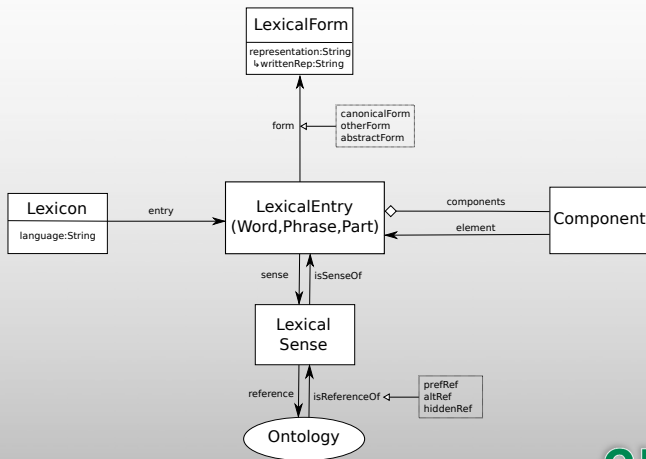 LexicalForm
representation:String
↳writtenRep:String
form
canonicalForm
otherForm
abstractForm
Lexicon
language:String
entry
LexicalEntry
(Word,Phrase,Part)
components
element
Component
sense
isSenseOf
Lexical
Sense
reference
isReferenceOf
prefRef
altRef
hiddenRef
Ontology